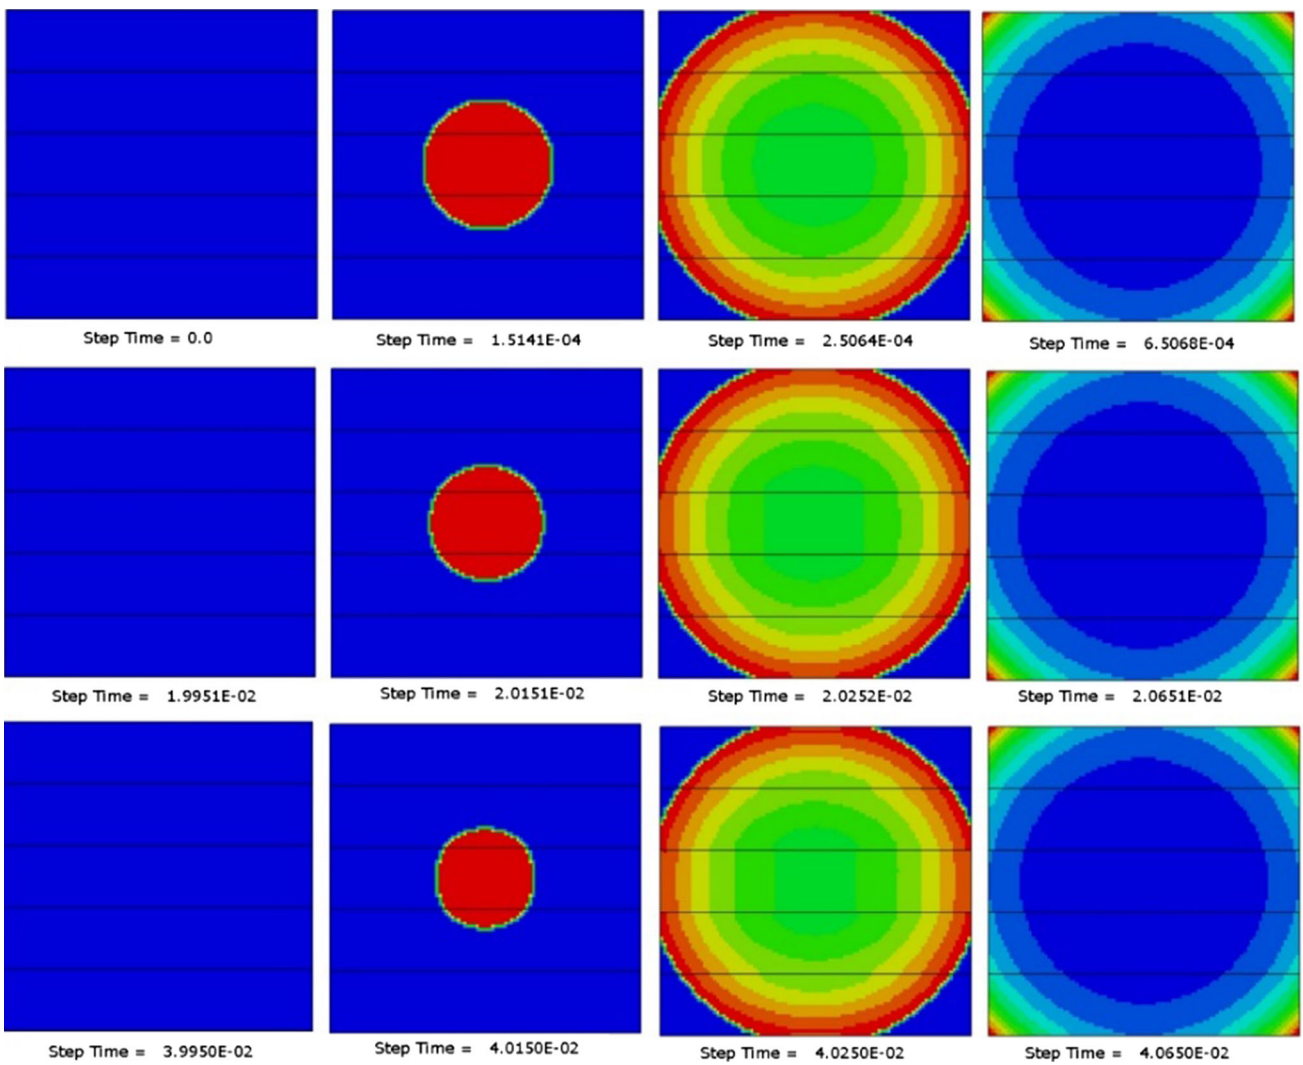 Step Time = 0.0
Step Time = 1.5141E-04
Step Time = 2.5064E-04
Step Time = 6.5068E-04
Step Time = 1.9951E-02
Step Time = 2.0151E-02
Step Time = 2.0252E-02
Step Time = 2.0651E-02
Step Time = 3.9950E-02
Step Time = 4.0150E-02
Step Time = 4.0250E-02
Step Time = 4.0650E-02